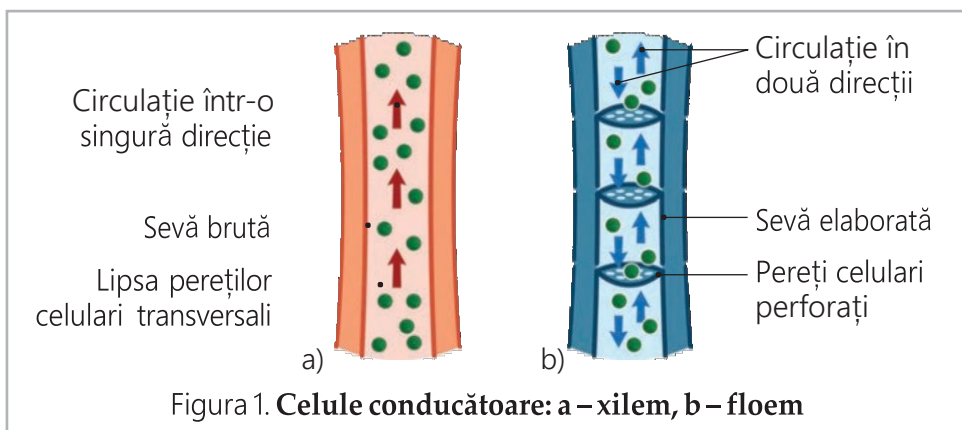 Circulație într-o
singură direcție
Sevă brută
Lipsa pereților
celulari transversali
a)
Circulație în
două direcții
Sevă elaborată
Pereți celulari
perforați
b)
Figura 1. Celule conducătoare: a – xilem, b – floem